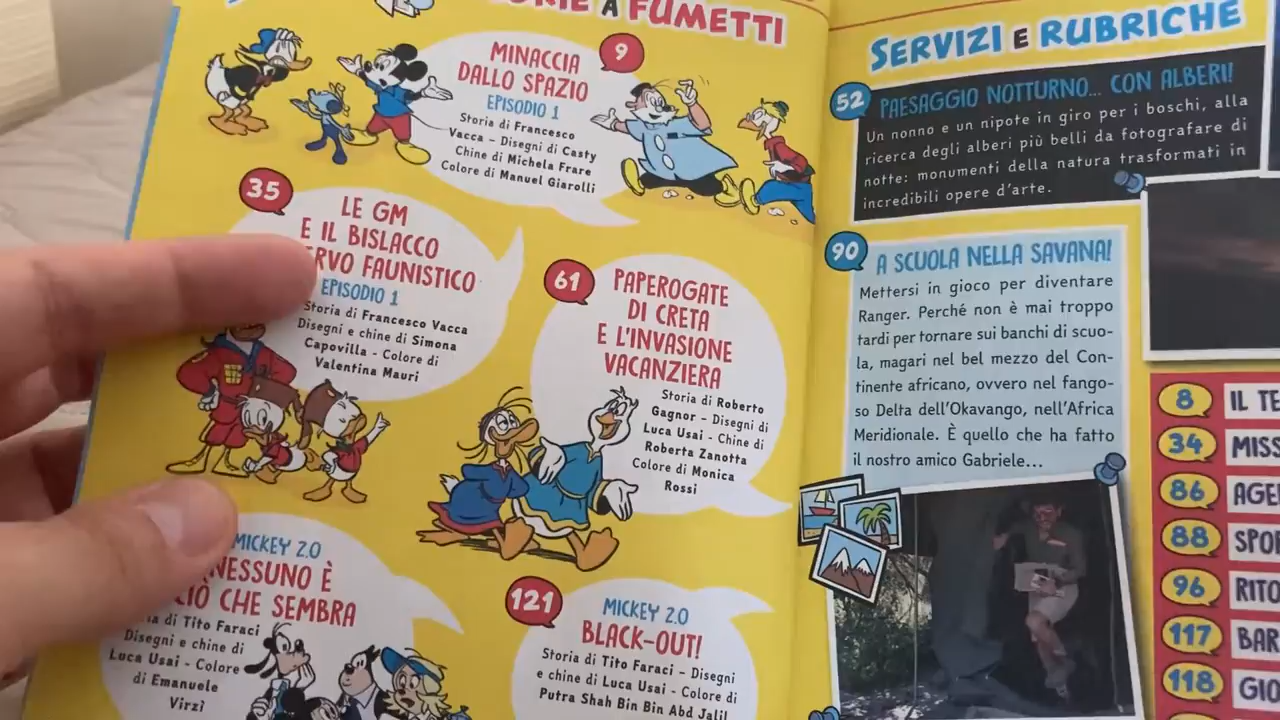 A FUMETTI
9
MINACCIA
DALLO SPAZIO
EPISODIO 1
Storia di Francesco
Vacca – Disegni di Casty
Chine di Michela Frare
Colore di Manuel Giarolli
35
LE GM
E IL BISLACCO
FAUNISTICO
EPISODIO 1
Storia di Francesco Vacca
Disegni e chine di Simona
Capovilla – Colore di
Valentina Mauri
61
PAPEROGATE
DI CRETA
E L'INVASIONE
VACANZIERA
Storia di Roberto
Gagnor – Disegni di
Luca Usai – Chine di
Roberta Zanotta
Colore di Monica
Rossi
MICKEY 2.0
NESSUNO È
CIÒ CHE SEMBRA
di Tito Faraci
Disegni e chine di
Luca Usai – Colore
di Emanuele
Virzì
121
MICKEY 2.0
BLACK-OUT!
Storia di Tito Faraci – Disegni
e chine di Luca Usai – Colore di
Putra Shah Bin Bin Abd Jalil
SERVIZI E RUBRICHE
52
PAESAGGIO NOTTURNO... CON ALBERI!
Un nonno e un nipote in giro per i boschi, alla
ricerca degli alberi più belli da fotografare di
notte: monumenti della natura trasformati in
incredibili opere d'arte.
90
A SCUOLA NELLA SAVANA!
Mettersi in gioco per diventare
Ranger. Perché non è mai troppo
tardi per tornare sui banchi di scuo-
la, magari nel bel mezzo del Con-
tinente africano, ovvero nel fango-
so Delta dell'Okavango, nell'Africa
Meridionale. È quello che ha fatto
il nostro amico Gabriele...
8 IL TE
34 MISS
86 AGE
88 SPO
96 RITO
117 BAR
118 GIO